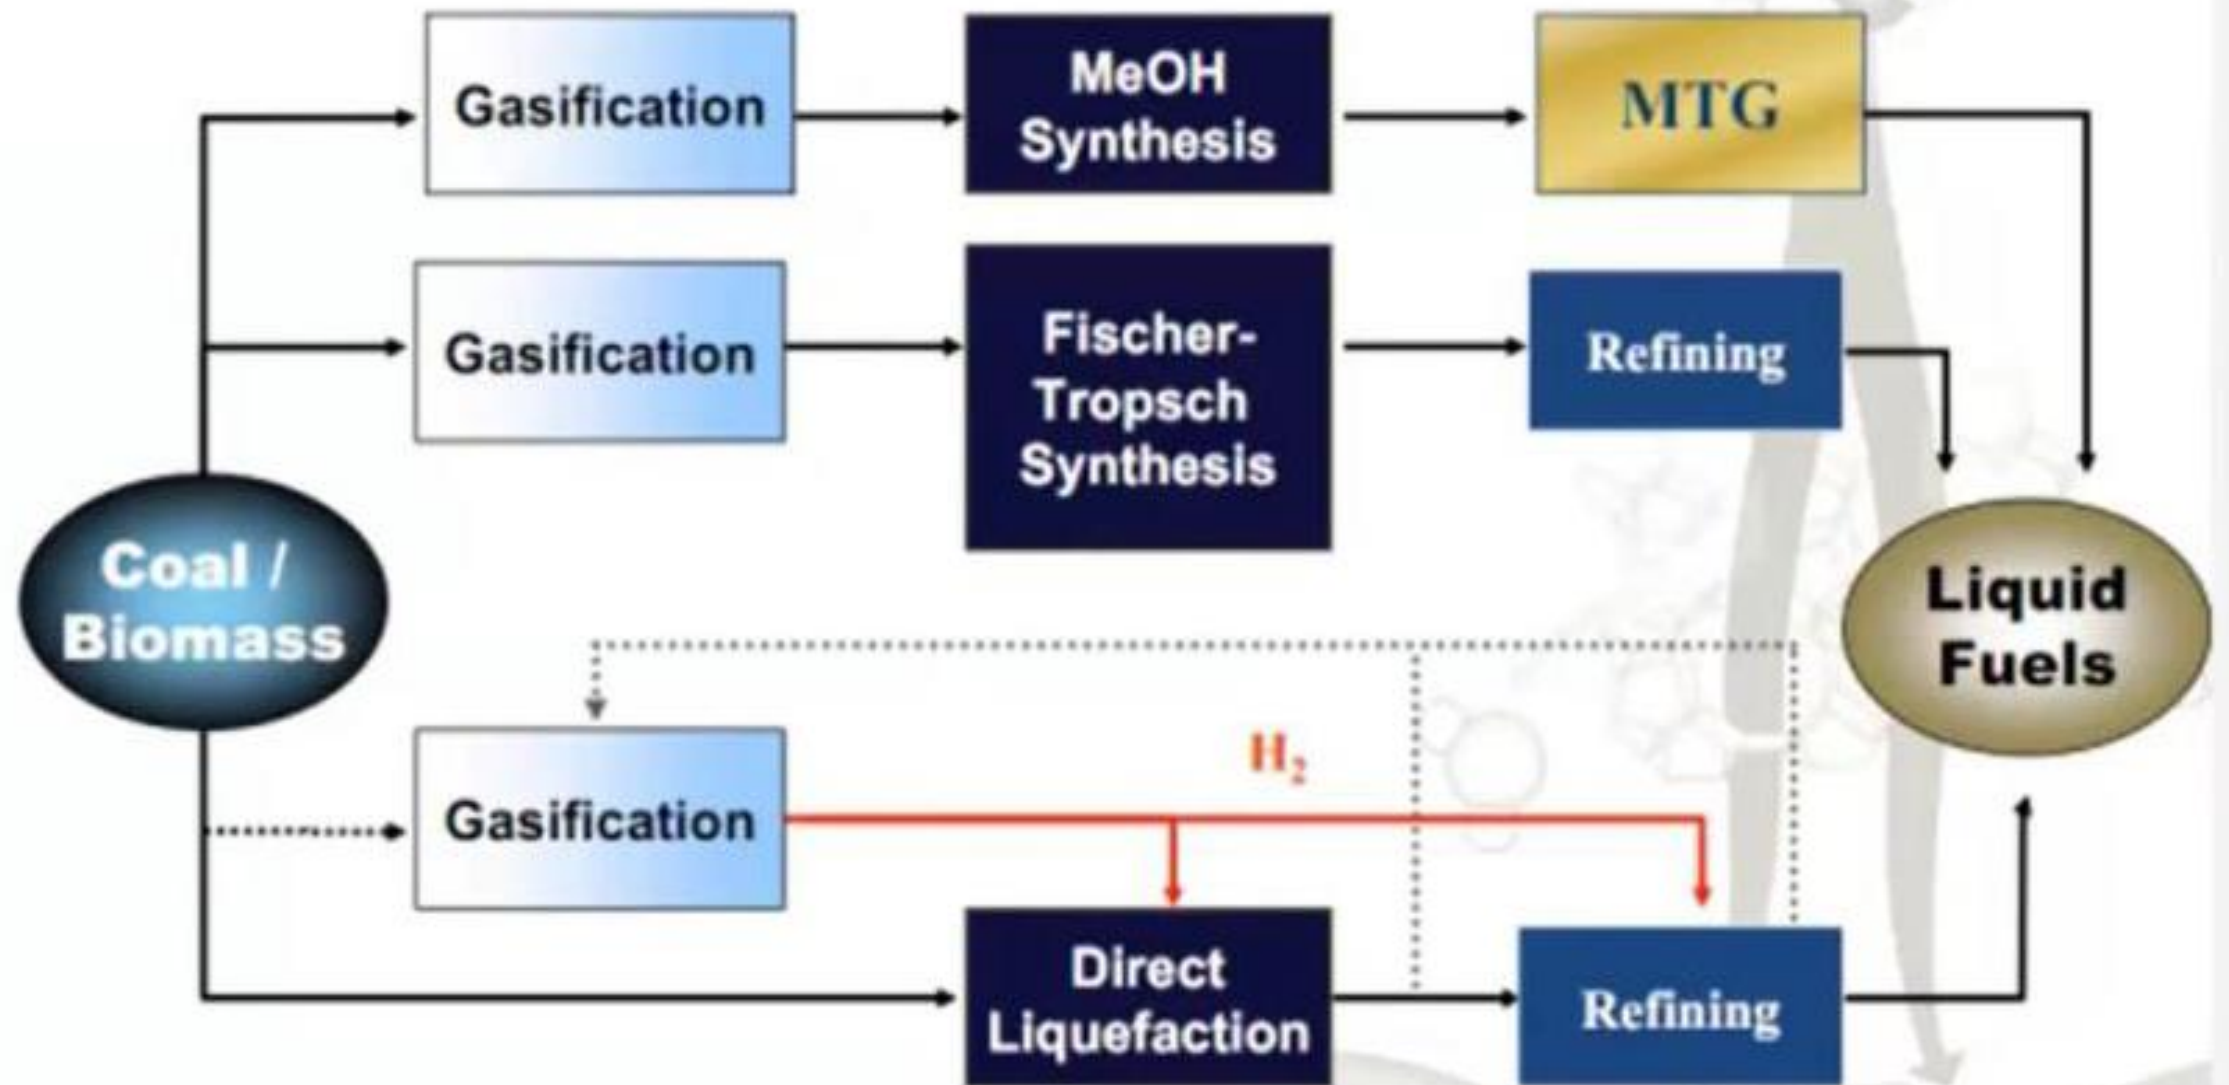 Gasification
MeOH
Synthesis
MTG
Gasification
Fischer-
Tropsch
Synthesis
Refining
Coal /
Biomass
Liquid
Fuels
Gasification
H₂
Direct
Liquefaction
Refining